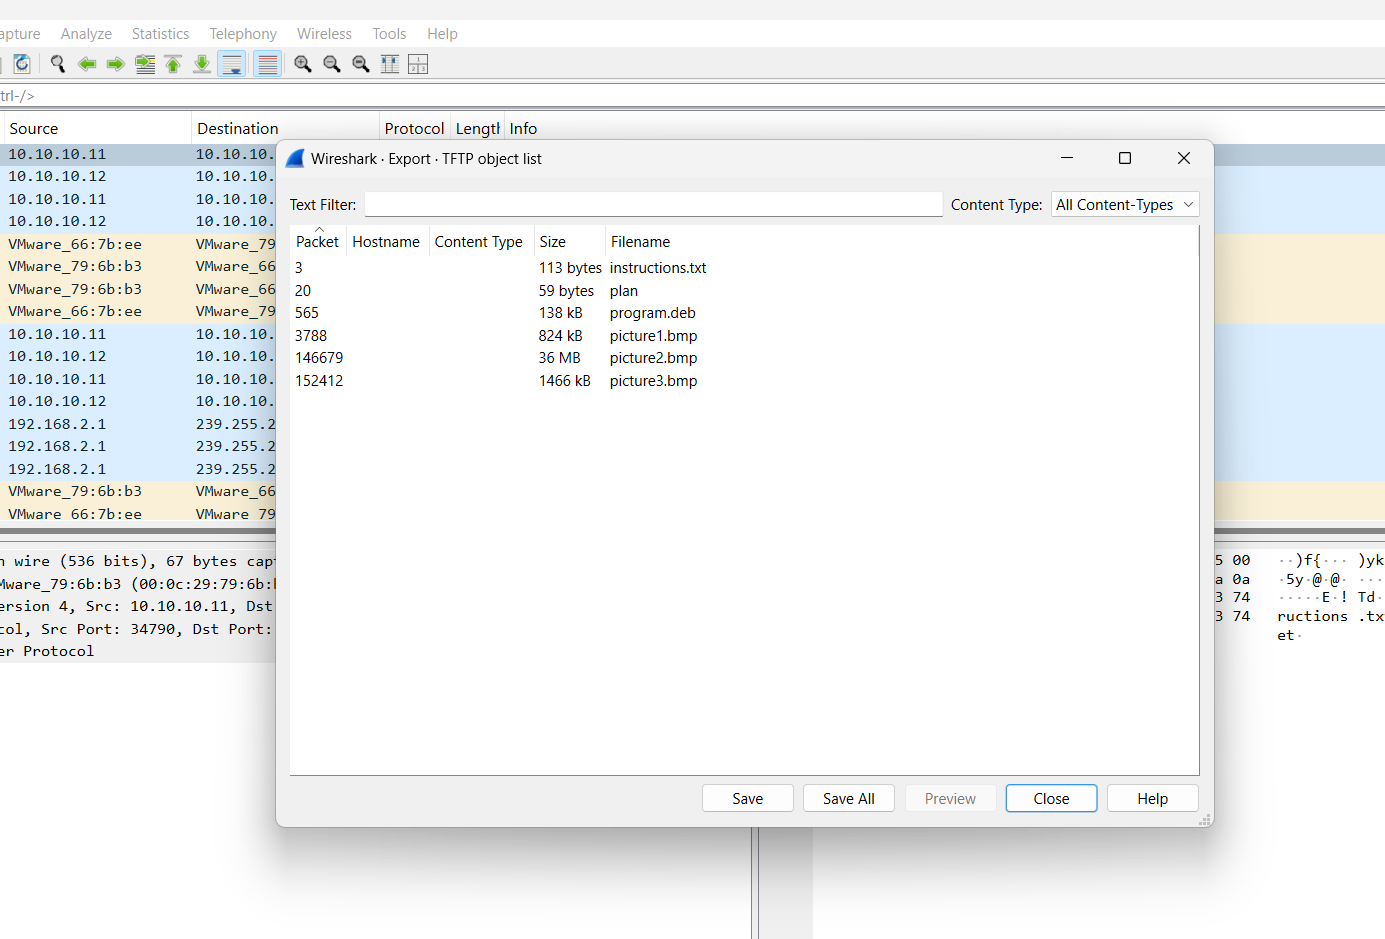 apture Analyze Statistics Telephony Wireless Tools Help
trl-/>
Source Destination Protocol Length Info
10.10.10.11 10.10.10.
10.10.10.12 10.10.10.
10.10.10.11 10.10.10.
10.10.10.12 10.10.10.
VMware_66:7b:ee VMware_79
VMware_79:6b:b3 VMware_66
VMware_79:6b:b3 VMware_66
VMware_66:7b:ee VMware_79
10.10.10.11 10.10.10.
10.10.10.12 10.10.10.
10.10.10.11 10.10.10.
10.10.10.12 10.10.10.
192.168.2.1 239.255.2
192.168.2.1 239.255.2
192.168.2.1 239.255.2
VMware_79:6b:b3 VMware_66
VMware_66:7b:ee VMware_79
Wireshark · Export · TFTP object list
Text Filter: Content Type: All Content-Types
Packet Hostname Content Type Size Filename
3 113 bytes instructions.txt
20 59 bytes plan
565 138 kB program.deb
3788 824 kB picture1.bmp
146679 36 MB picture2.bmp
152412 1466 kB picture3.bmp
Save Save All Preview Close Help
n wire (536 bits), 67 bytes capt
Mware_79:6b:b3 (00:0c:29:79:6b:b
ersion 4, Src: 10.10.10.11, Dst
col, Src Port: 34790, Dst Port:
er Protocol
5 00 ··)f{··· )yk
a 0a ·5y·@·@· ···
3 74 ·····E·! Td·
3 74 ructions .tx
et·